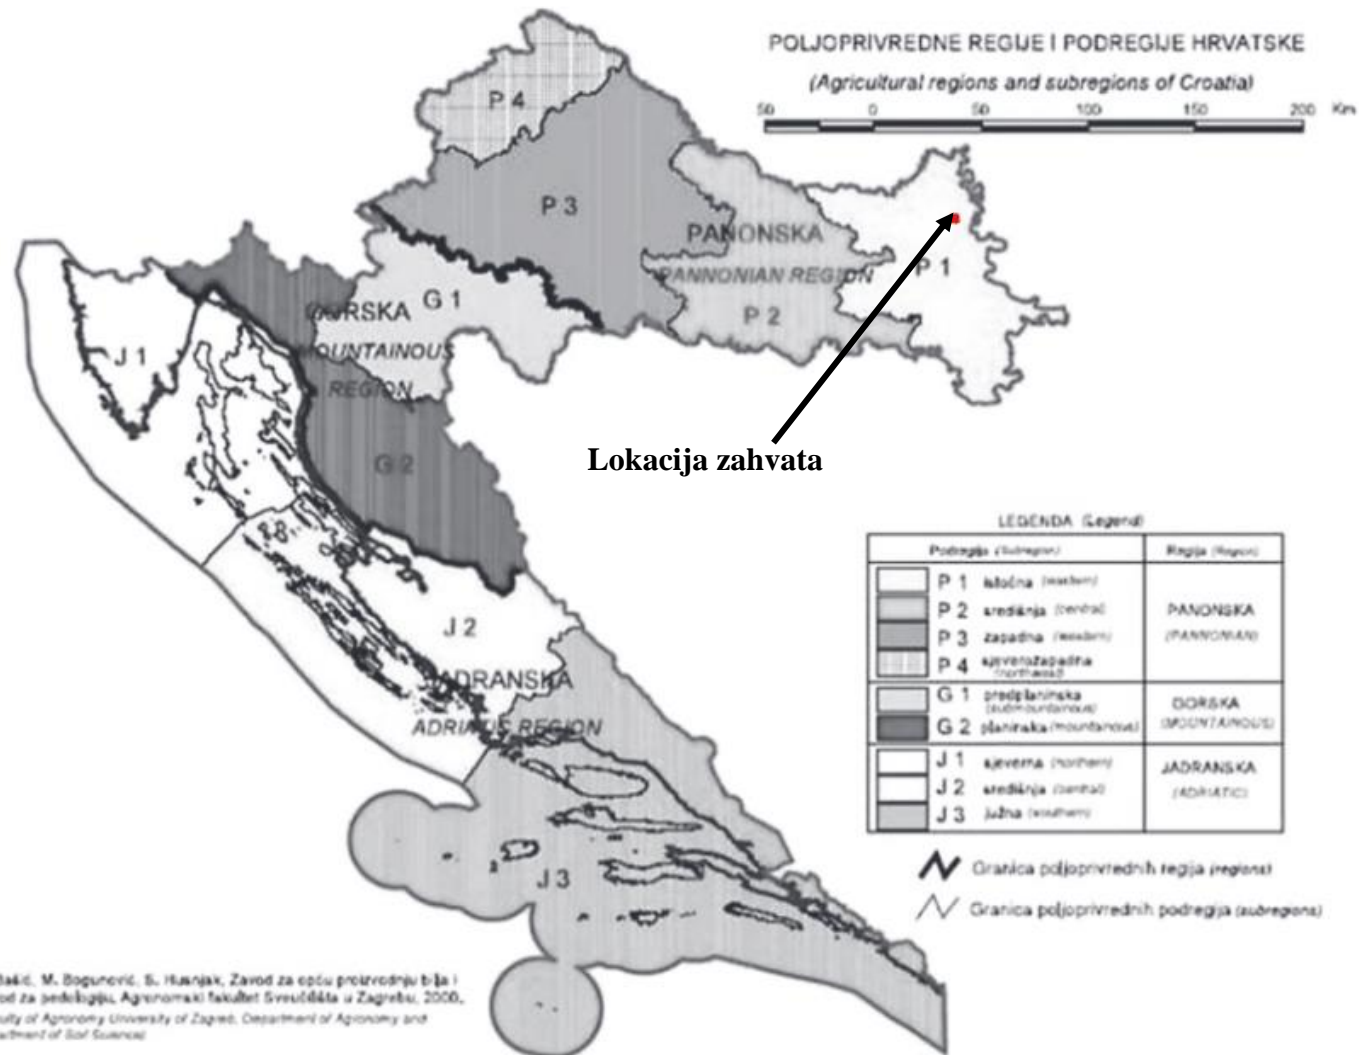 POLJOPRIVREDNE REGIJE I PODREGIJE HRVATSKE
(Agricultural regions and subregions of Croatia)
50 0 50 100 150 200 Km
P 4
P 3
PANONSKA
PANNONIAN REGION
P 1
P 2
GORSKA
G 1
MOUNTAINOUS
REGION
J 1
G 2
Lokacija zahvata
J 2
JADRANSKA
ADRIATIC REGION
J 3
LEGENDA (Legend)
Podregija (Subregion) Regija (Region)
P 1 istočna (eastern)
P 2 središnja (central)
P 3 zapadna (western)
P 4 sjeverozapadna
(northwest)
PANONSKA
(PANNONIAN)
G 1 predplaninska
(submountainous)
G 2 planinska (mountainous)
GORSKA
(MOUNTAINOUS)
J 1 sjeverna (northern)
J 2 središnja (central)
J 3 južna (southern)
JADRANSKA
(ADRIATIC)
Granica poljoprivrednih regija (regions)
Granica poljoprivrednih podregija (subregions)
M. Bogunović, S. Husnjak, Zavod za opću proizvodnju bilja i
za pedologiju, Agronomski fakultet Sveučilišta u Zagrebu, 2000.
of Agronomy University of Zagreb, Department of Agronomy and
of Soil Science